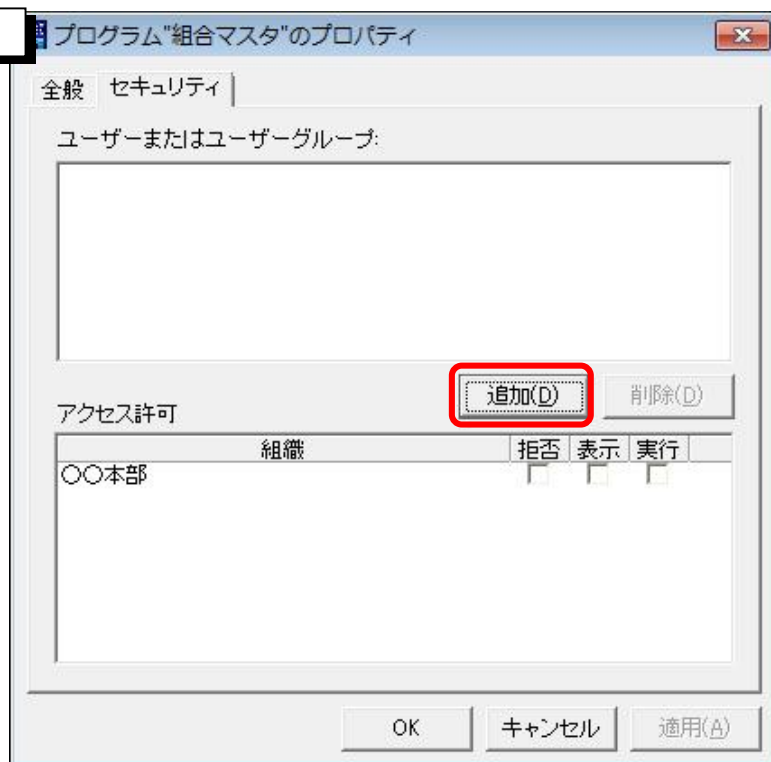 プログラム"組合マスタ"のプロパティ
全般 セキュリティ
ユーザーまたはユーザーグループ:
追加(D) 削除(D)
アクセス許可
組織 拒否 表示 実行
〇〇本部
OK キャンセル 適用(A)